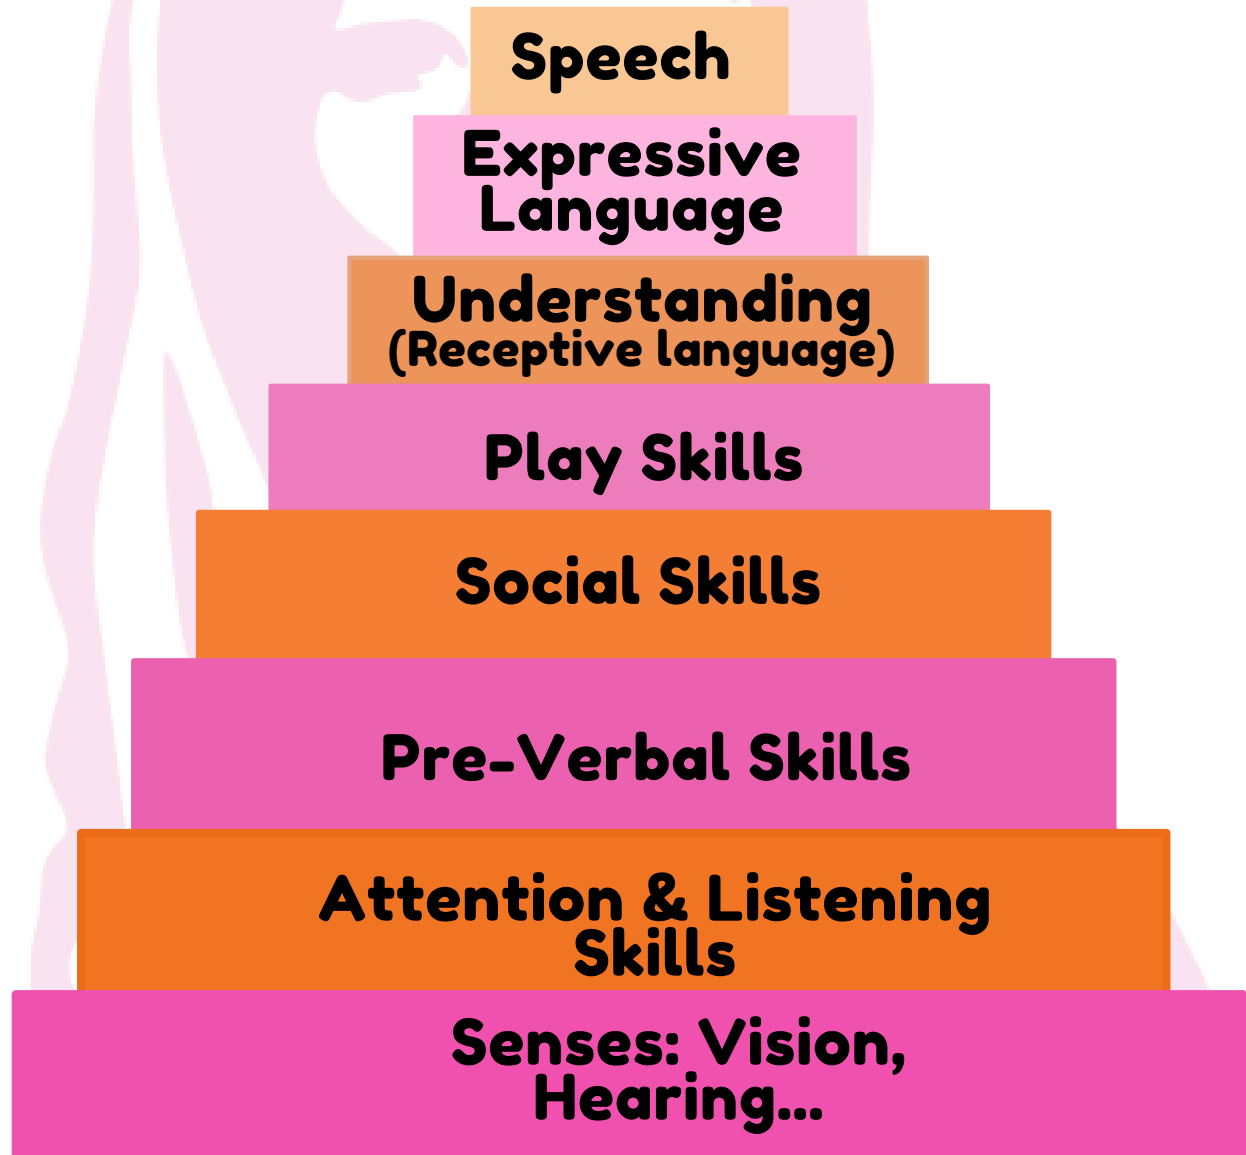 Speech
Expressive
Language
Understanding
(Receptive language)
Play Skills
Social Skills
Pre-Verbal Skills
Attention & Listening
Skills
Senses: Vision,
Hearing...